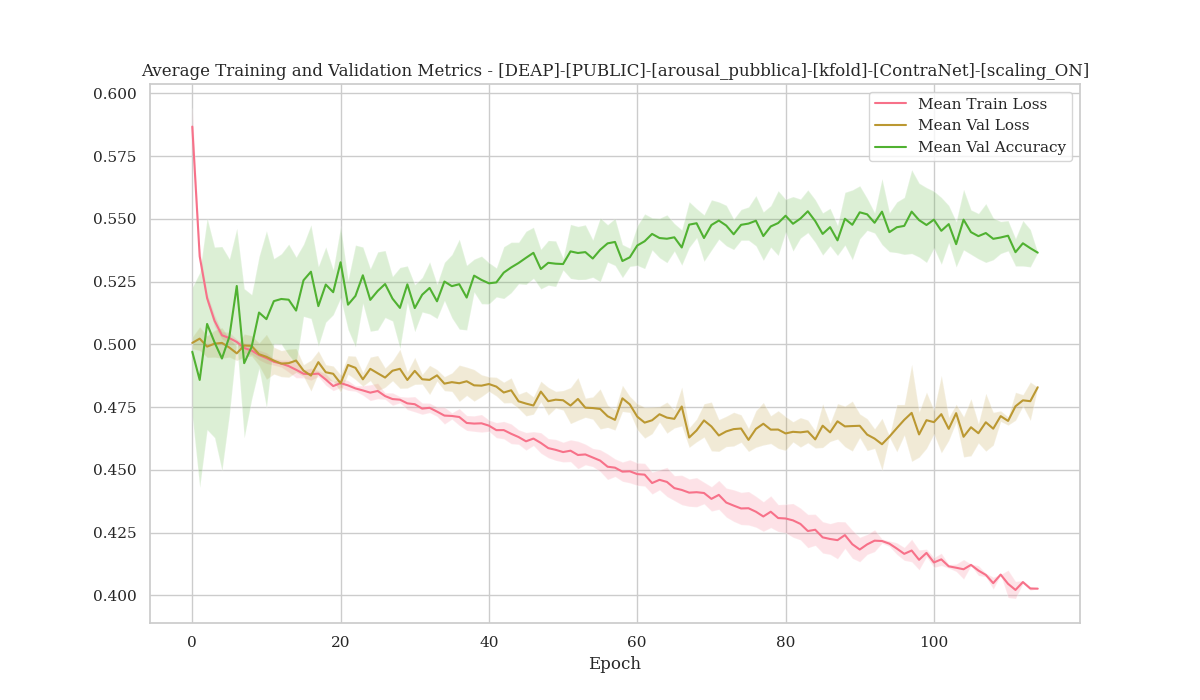 Average Training and Validation Metrics - [DEAP]-[PUBLIC]-[arousal_pubblica]-[kfold]-[ContraNet]-[scaling_ON]
Mean Train Loss
Mean Val Loss
Mean Val Accuracy
0.600
0.575
0.550
0.525
0.500
0.475
0.450
0.425
0.400
0 20 40 60 80 100
Epoch